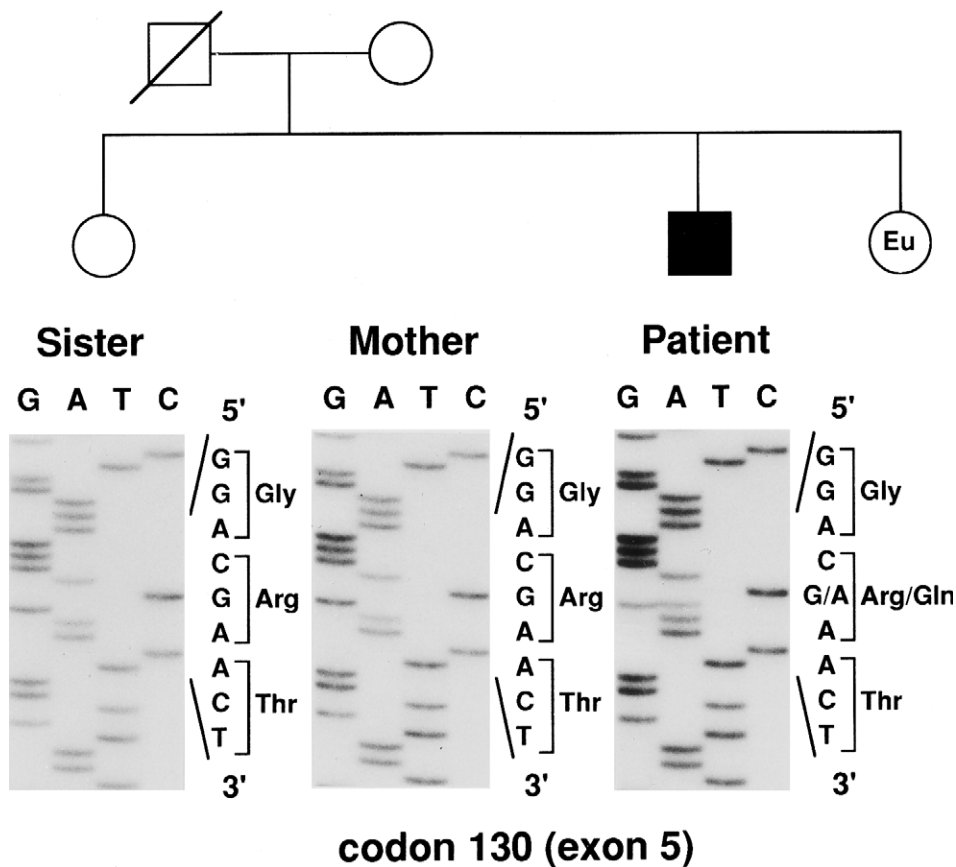 Eu
Sister Mother Patient
G A T C 5' G A T C 5' G A T C 5'
G G G
G Gly G Gly G Gly
A A A
C C C
G Arg G Arg G/A Arg/Gln
A A A
A A A
C Thr C Thr C Thr
T T T
3' 3' 3'
codon 130 (exon 5)